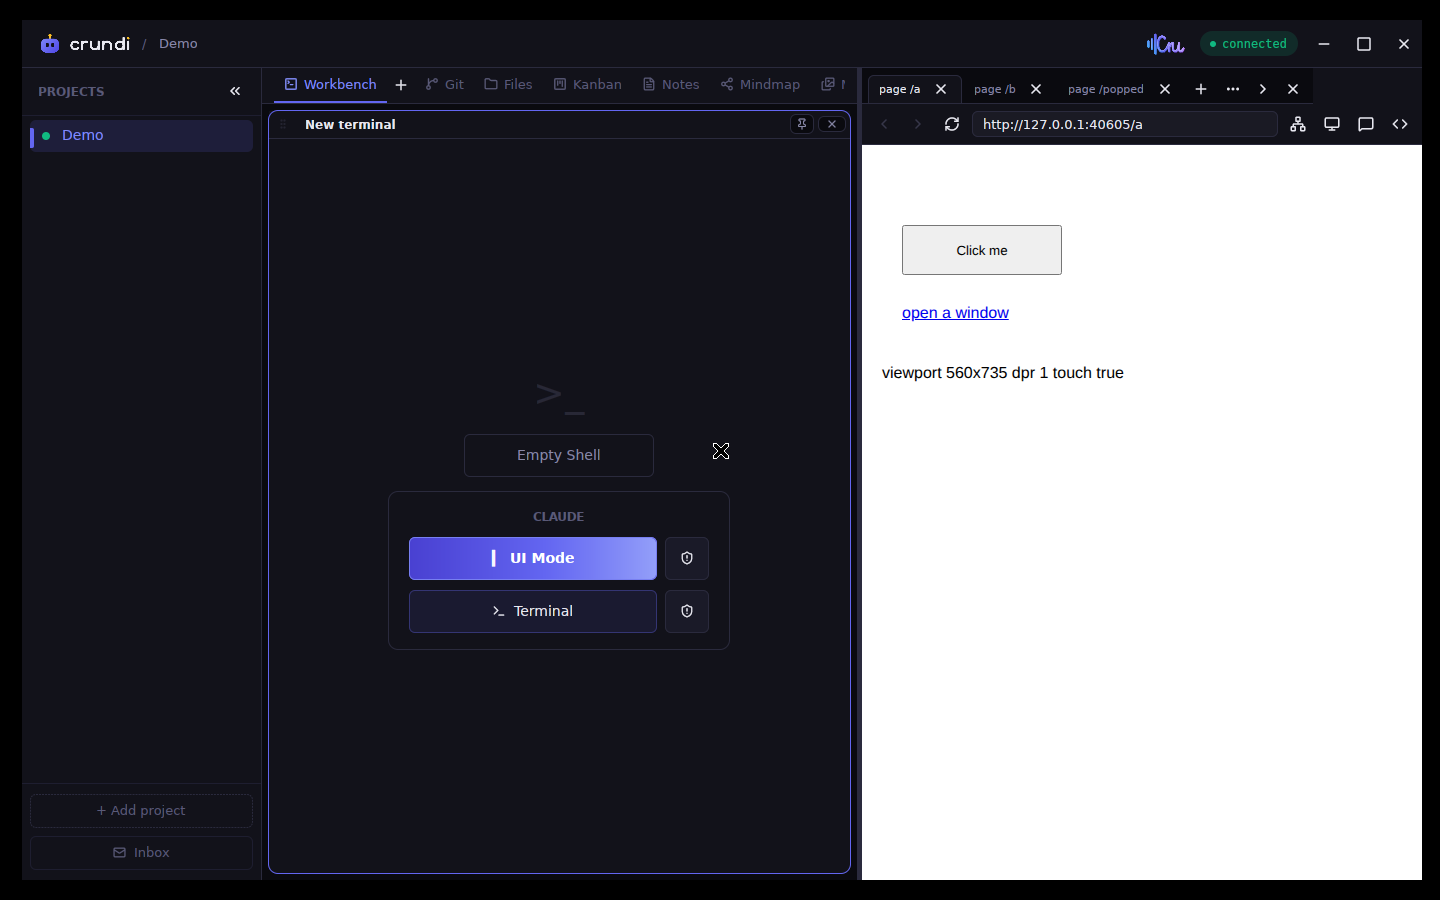 crundi / Demo
Cru
connected
PROJECTS
Demo
+ Add project
Inbox
Workbench
Git
Files
Kanban
Notes
Mindmap
New terminal
>_
Empty Shell
CLAUDE
UI Mode
Terminal
page /a
page /b
page /popped
http://127.0.0.1:40605/a
Click me
open a window
viewport 560x735 dpr 1 touch true